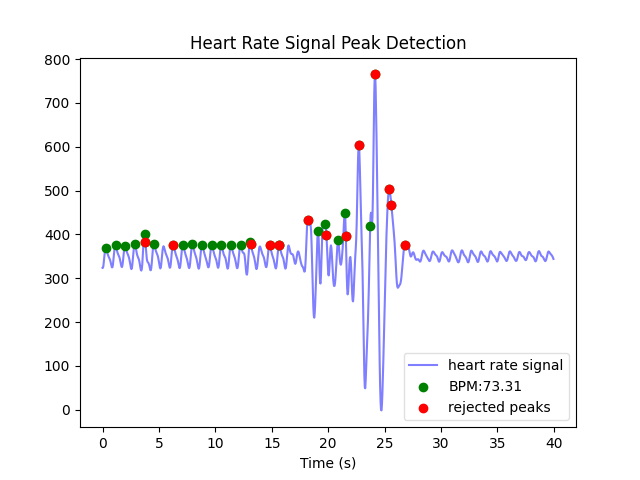 Heart Rate Signal Peak Detection
800
700
600
500
400
300
200
100
0
heart rate signal
BPM:73.31
rejected peaks
0 5 10 15 20 25 30 35 40
Time (s)